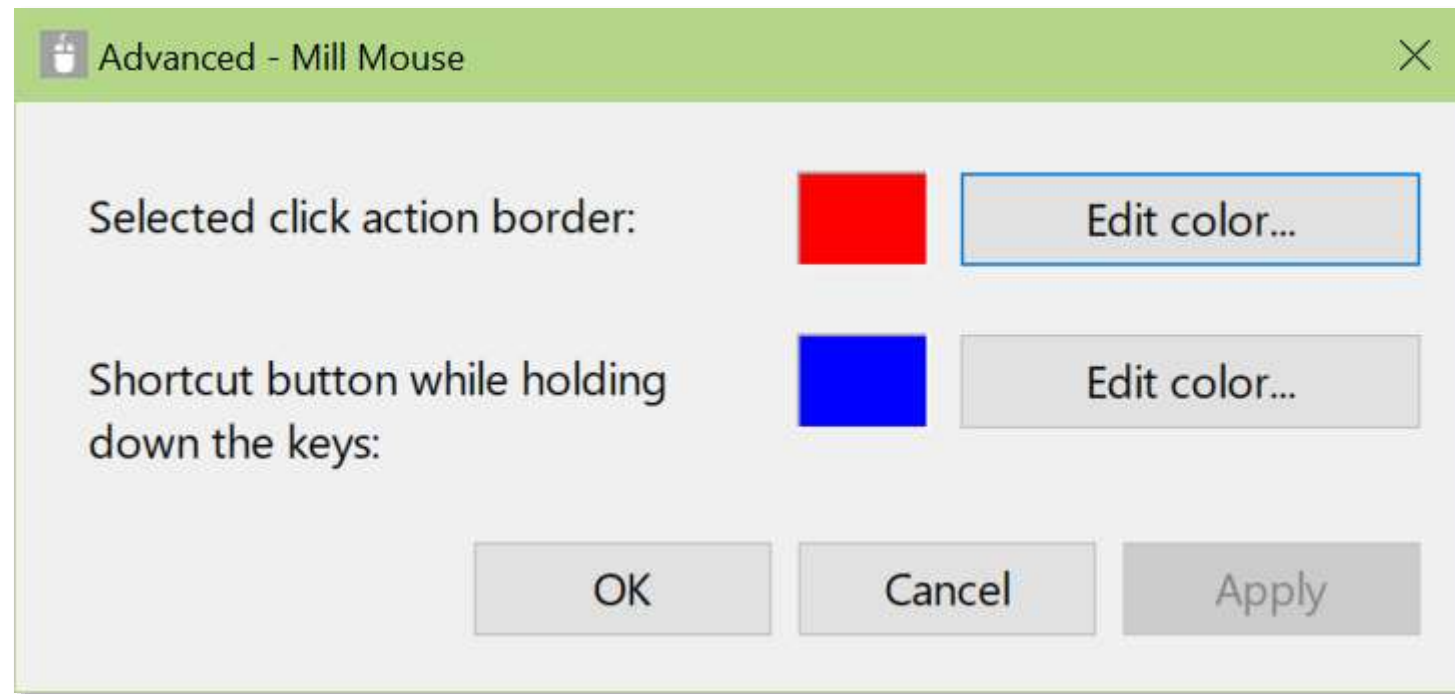 Advanced - Mill Mouse
Selected click action border:
Edit color...
Shortcut button while holding
down the keys:
Edit color...
OK
Cancel
Apply